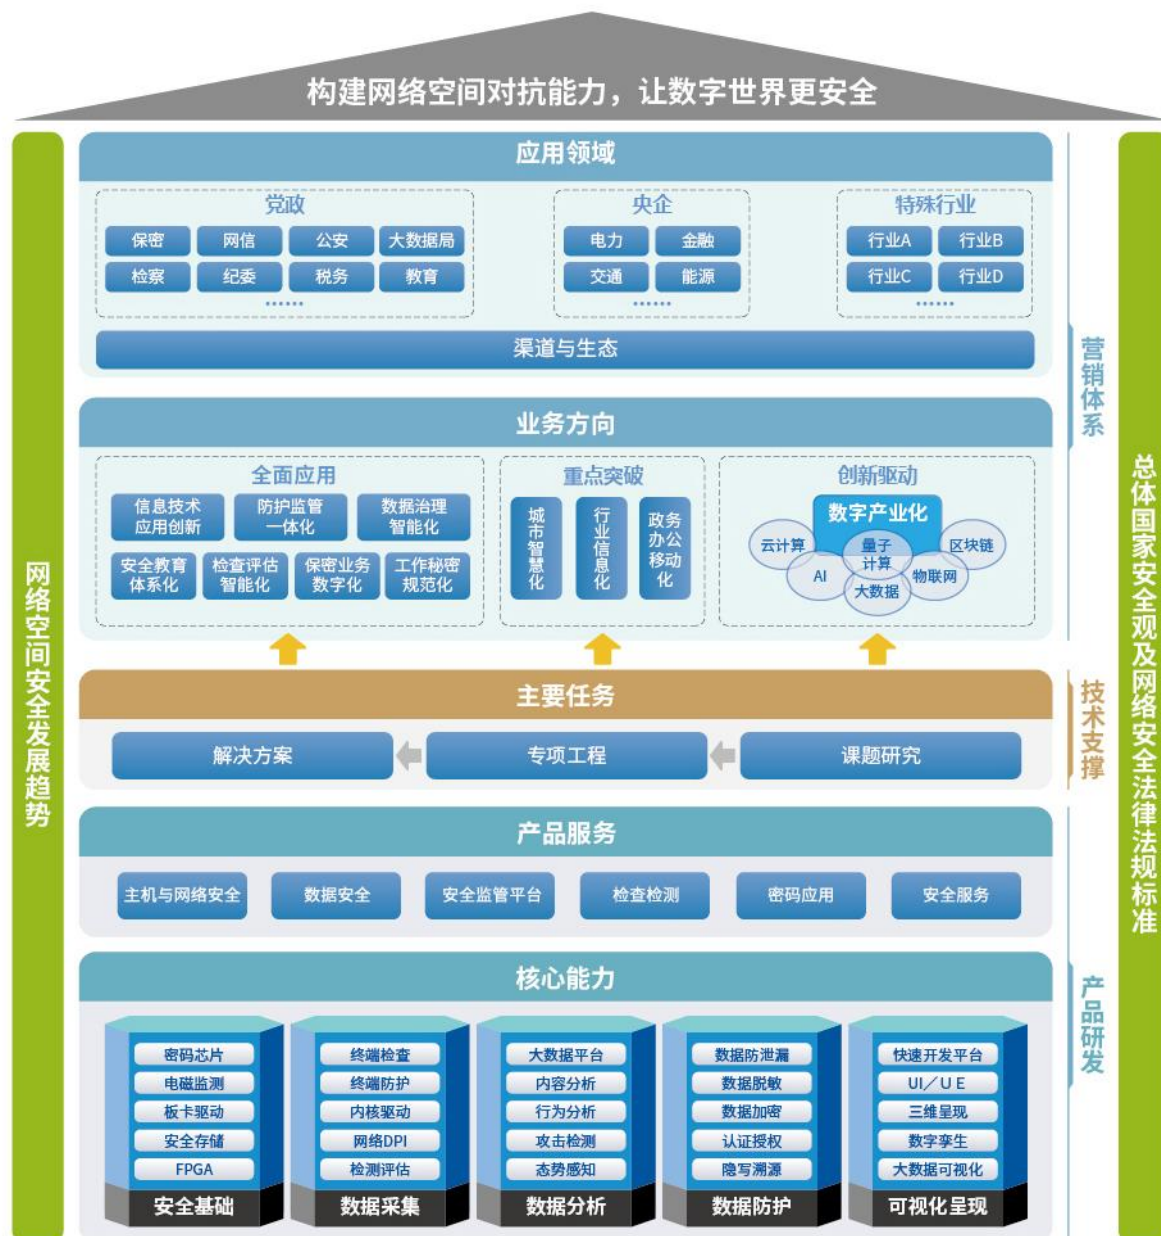 构建网络空间对抗能力，让数字世界更安全
网络空间安全发展趋势
应用领域
党政
保密 网信 公安 大数据局
检察 纪委 税务 教育
......
央企
电力 金融
交通 能源
......
特殊行业
行业A 行业B
行业C 行业D
......
渠道与生态
业务方向
全面应用
信息技术
应用创新
防护监管
一体化
数据治理
智能化
安全教育
体系化
检查评估
智能化
保密业务
数字化
工作秘密
规范化
重点突破
城市智慧化
行业信息化
政务
办公
移动
化
创新驱动
数字产业化
云计算
量子
计算
区块链
AI
大数据
物联网
营销体系
主要任务
解决方案 专项工程 课题研究
技术支撑
产品服务
主机与网络安全 数据安全 安全监管平台 检查检测 密码应用 安全服务
核心能力
密码芯片
电磁监测
板卡驱动
安全存储
FPGA
安全基础
终端检查
终端防护
内核驱动
网络DPI
检测评估
数据采集
大数据平台
内容分析
行为分析
攻击检测
态势感知
数据分析
数据防泄漏
数据脱敏
数据加密
认证授权
隐写溯源
数据防护
快速开发平台
UI／U E
三维呈现
数字孪生
大数据可视化
可视化呈现
产品研发
总体国家安全观及网络安全法律法规标准